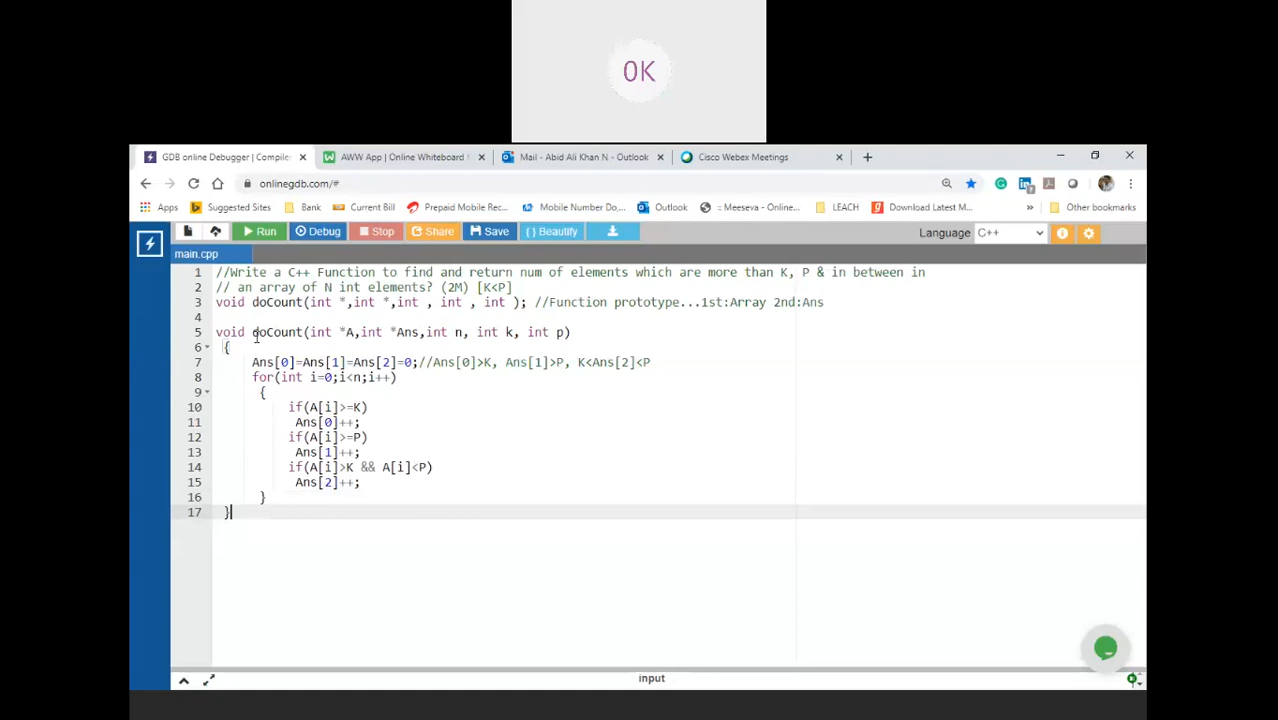 OK
GDB online Debugger | Compiler
AWW App | Online Whiteboard
Mail - Abid Ali Khan N - Outlook
Cisco Webex Meetings
onlinegdb.com/#
Apps
Suggested Sites
Bank
Current Bill
Prepaid Mobile Rec...
Mobile Number Do,...
Outlook
:: ~Meeseva - Online...
LEACH
Download Latest M...
»
Other bookmarks
Run
Debug
Stop
Share
Save
{ } Beautify
Language C++
main.cpp
1 //Write a C++ Function to find and return num of elements which are more than K, P & in between in
2 // an array of N int elements? (2M) [K<P]
3 void doCount(int *,int *,int , int , int ); //Function prototype...1st:Array 2nd:Ans
4
5 void doCount(int *A,int *Ans,int n, int k, int p)
6 {
7 Ans[0]=Ans[1]=Ans[2]=0;//Ans[0]>K, Ans[1]>P, K<Ans[2]<P
8 for(int i=0;i<n;i++)
9 {
10 if(A[i]>=K)
11 Ans[0]++;
12 if(A[i]>=P)
13 Ans[1]++;
14 if(A[i]>K && A[i]<P)
15 Ans[2]++;
16 }
17 }
input